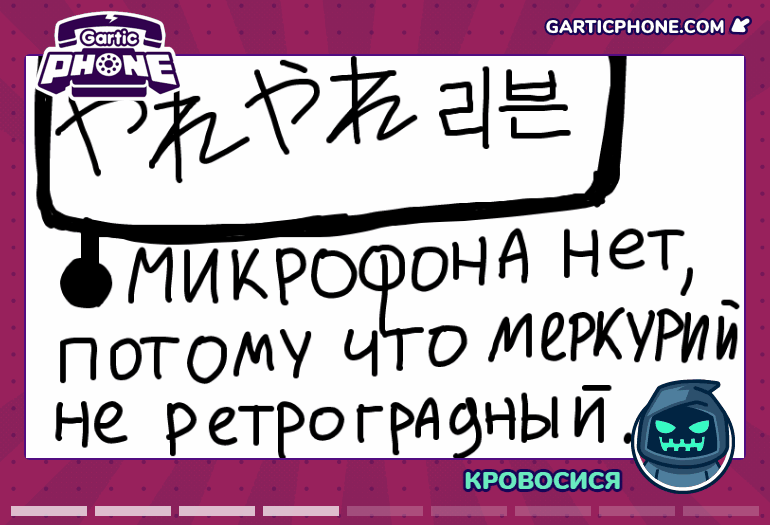 Gartic
PHONE
GARTICPHONE.COM
やれやれ 리븐
МИКРОФОНА НЕТ,
ПОТОМУ ЧТО МЕРКУРИЙ
НЕ РЕТРОГРАДНЫЙ.
КРОВОСИСЯ